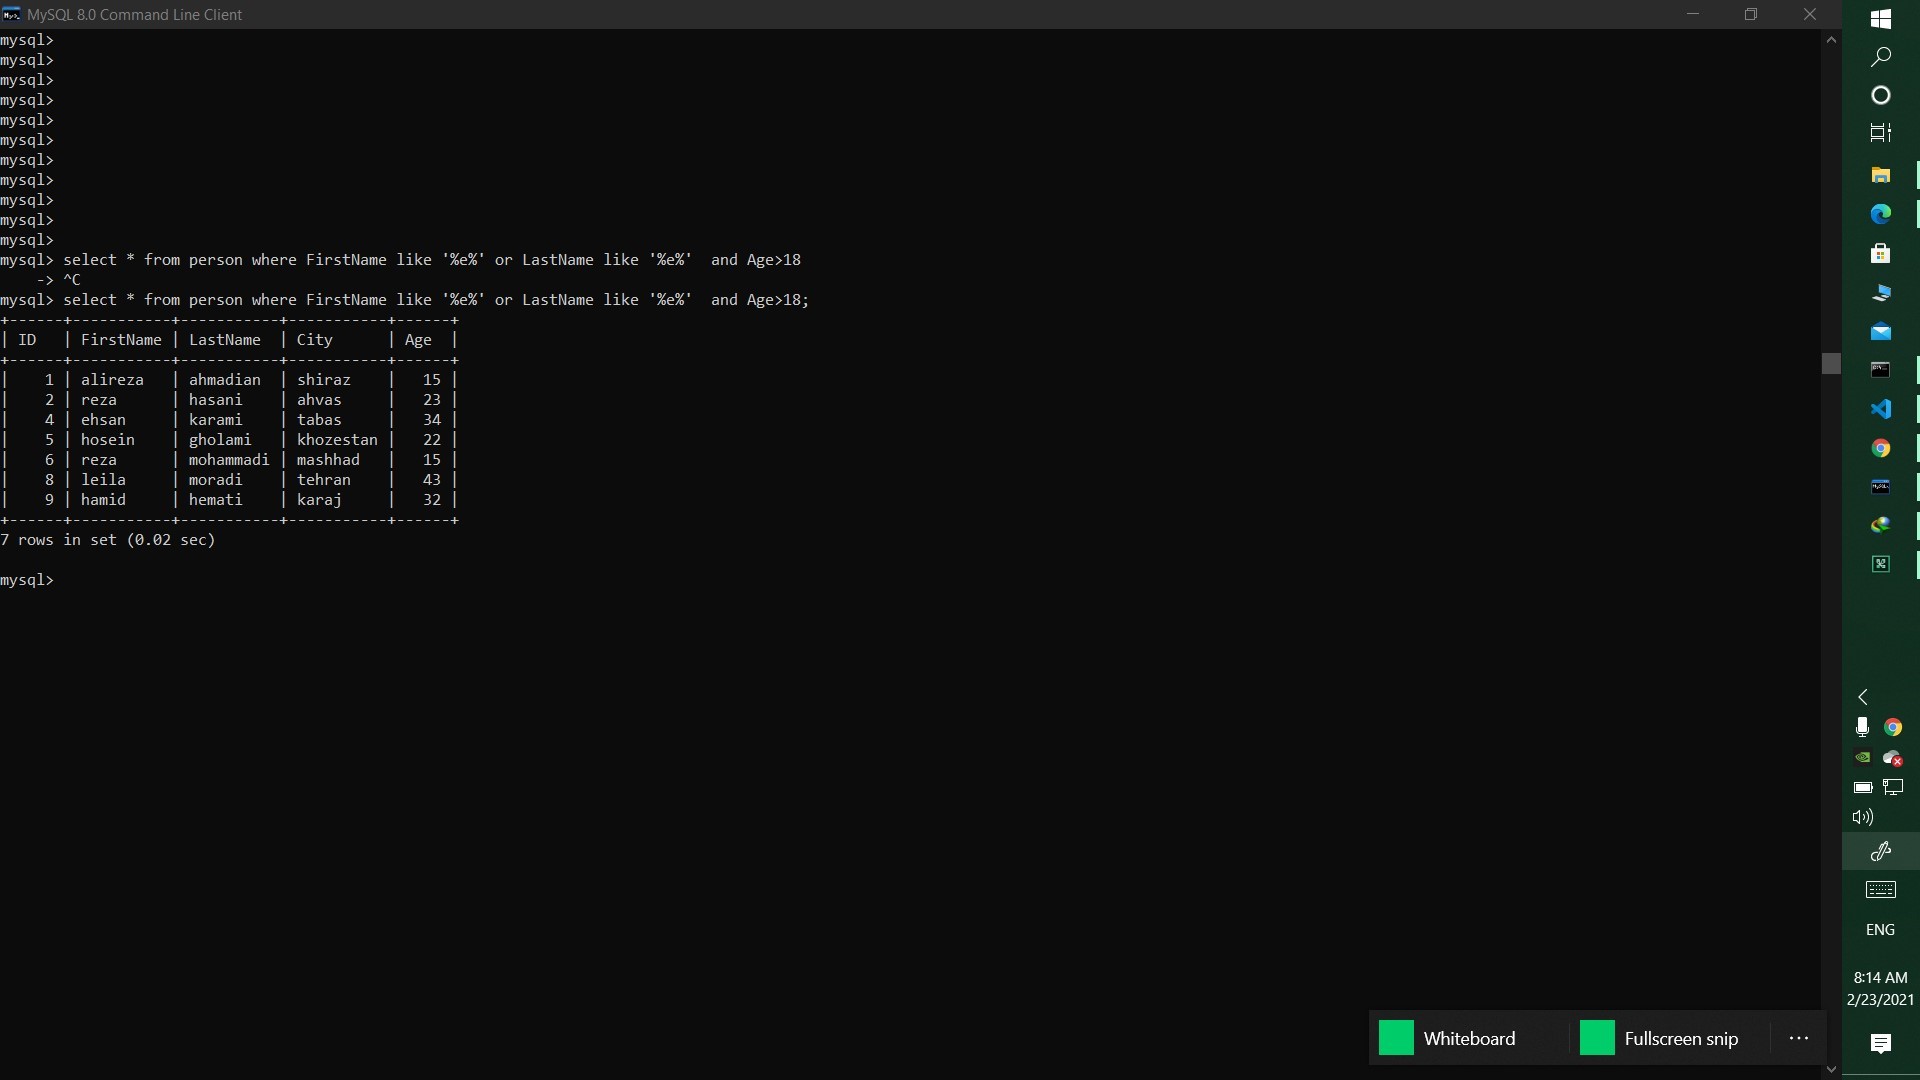 MySQL 8.0 Command Line Client
mysql>
mysql>
mysql>
mysql>
mysql>
mysql>
mysql>
mysql>
mysql>
mysql>
mysql>
mysql> select * from person where FirstName like '%e%' or LastName like '%e%'  and Age>18
    -> ^C
mysql> select * from person where FirstName like '%e%' or LastName like '%e%'  and Age>18;
+------+-----------+-----------+-----------+------+
| ID   | FirstName | LastName  | City      | Age  |
+------+-----------+-----------+-----------+------+
|    1 | alireza   | ahmadian  | shiraz    |   15 |
|    2 | reza      | hasani    | ahvas     |   23 |
|    4 | ehsan     | karami    | tabas     |   34 |
|    5 | hosein    | gholami   | khozestan |   22 |
|    6 | reza      | mohammadi | mashhad   |   15 |
|    8 | leila     | moradi    | tehran    |   43 |
|    9 | hamid     | hemati    | karaj     |   32 |
+------+-----------+-----------+-----------+------+
7 rows in set (0.02 sec)
mysql>
ENG
8:14 AM
2/23/2021
Whiteboard
Fullscreen snip